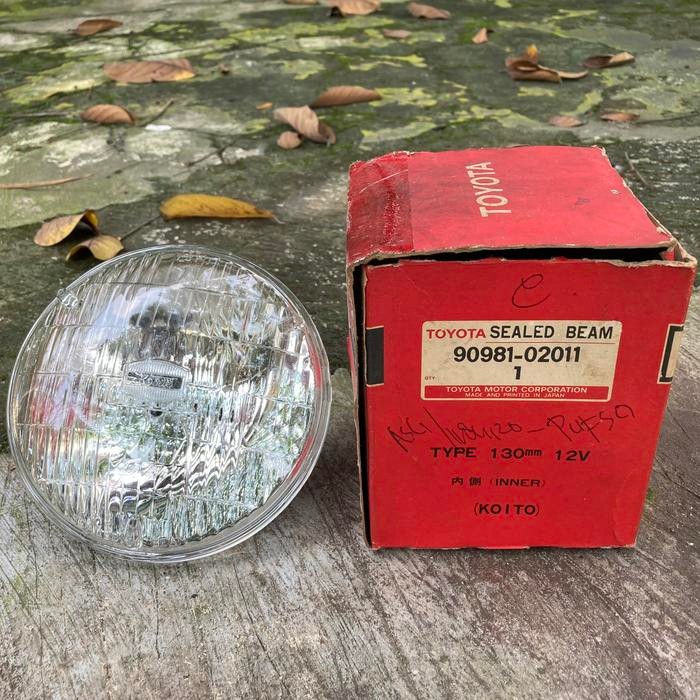 TOYOTA
C
TOYOTA SEALED BEAM
90981-02011
QTY 1
TOYOTA MOTOR CORPORATION
MADE AND PRINTED IN JAPAN
TYPE 130mm 12V
内側 (INNER)
(KOITO)